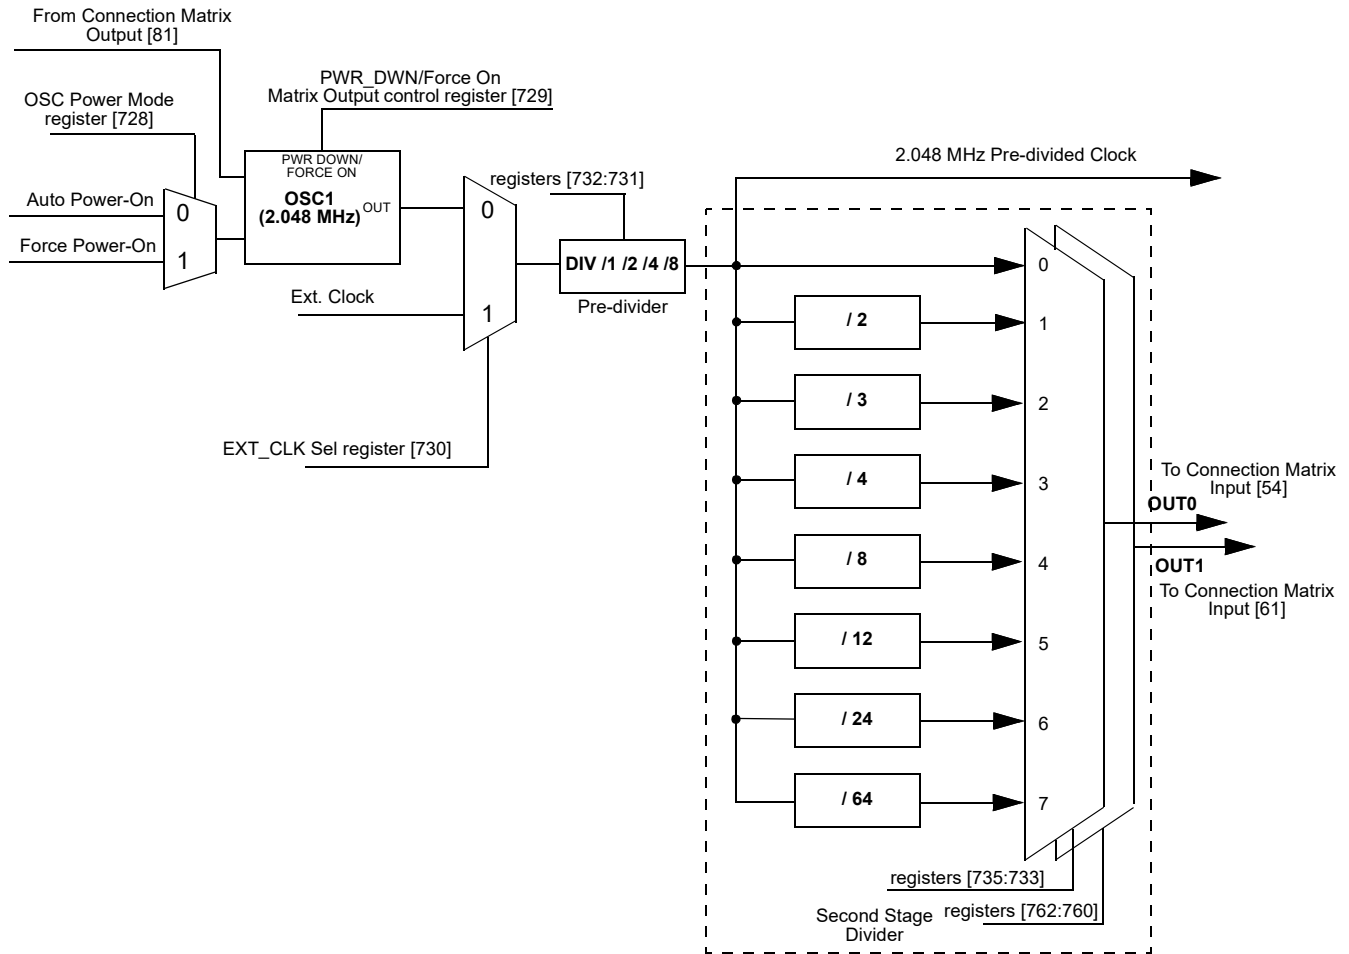 From Connection Matrix
Output [81]
PWR_DWN/Force On
Matrix Output control register [729]
OSC Power Mode
register [728]
PWR DOWN/
FORCE ON
OSC1
(2.048 MHz)
OUT
Auto Power-On
Force Power-On
0
1
0
1
Ext. Clock
EXT_CLK Sel register [730]
registers [732:731]
DIV /1 /2 /4 /8
Pre-divider
2.048 MHz Pre-divided Clock
0
/ 2
1
/ 3
2
/ 4
3
/ 8
4
/ 12
5
/ 24
6
/ 64
7
To Connection Matrix
Input [54]
OUT0
OUT1
To Connection Matrix
Input [61]
registers [735:733]
registers [762:760]
Second Stage
Divider